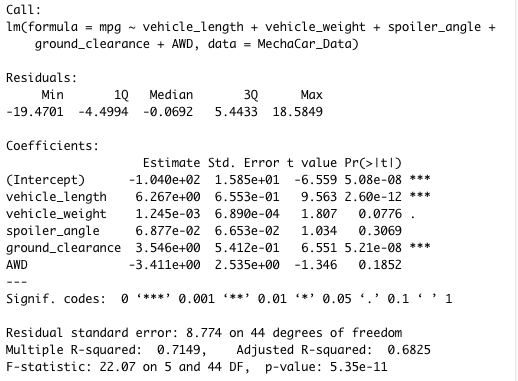 Call:
lm(formula = mpg ~ vehicle_length + vehicle_weight + spoiler_angle +
    ground_clearance + AWD, data = MechaCar_Data)

Residuals:
     Min       1Q   Median       3Q      Max
-19.4701  -4.4994  -0.0692   5.4433  18.5849

Coefficients:
                   Estimate Std. Error t value Pr(>|t|)
(Intercept)      -1.040e+02  1.585e+01  -6.559 5.08e-08 ***
vehicle_length    6.267e+00  6.553e-01   9.563 2.60e-12 ***
vehicle_weight    1.245e-03  6.890e-04   1.807   0.0776 .
spoiler_angle     6.877e-02  6.653e-02   1.034   0.3069
ground_clearance  3.546e+00  5.412e-01   6.551 5.21e-08 ***
AWD              -3.411e+00  2.535e+00  -1.346   0.1852
---
Signif. codes:  0 ‘***’ 0.001 ‘**’ 0.01 ‘*’ 0.05 ‘.’ 0.1 ‘ ’ 1

Residual standard error: 8.774 on 44 degrees of freedom
Multiple R-squared:  0.7149,    Adjusted R-squared:  0.6825
F-statistic: 22.07 on 5 and 44 DF,  p-value: 5.35e-11